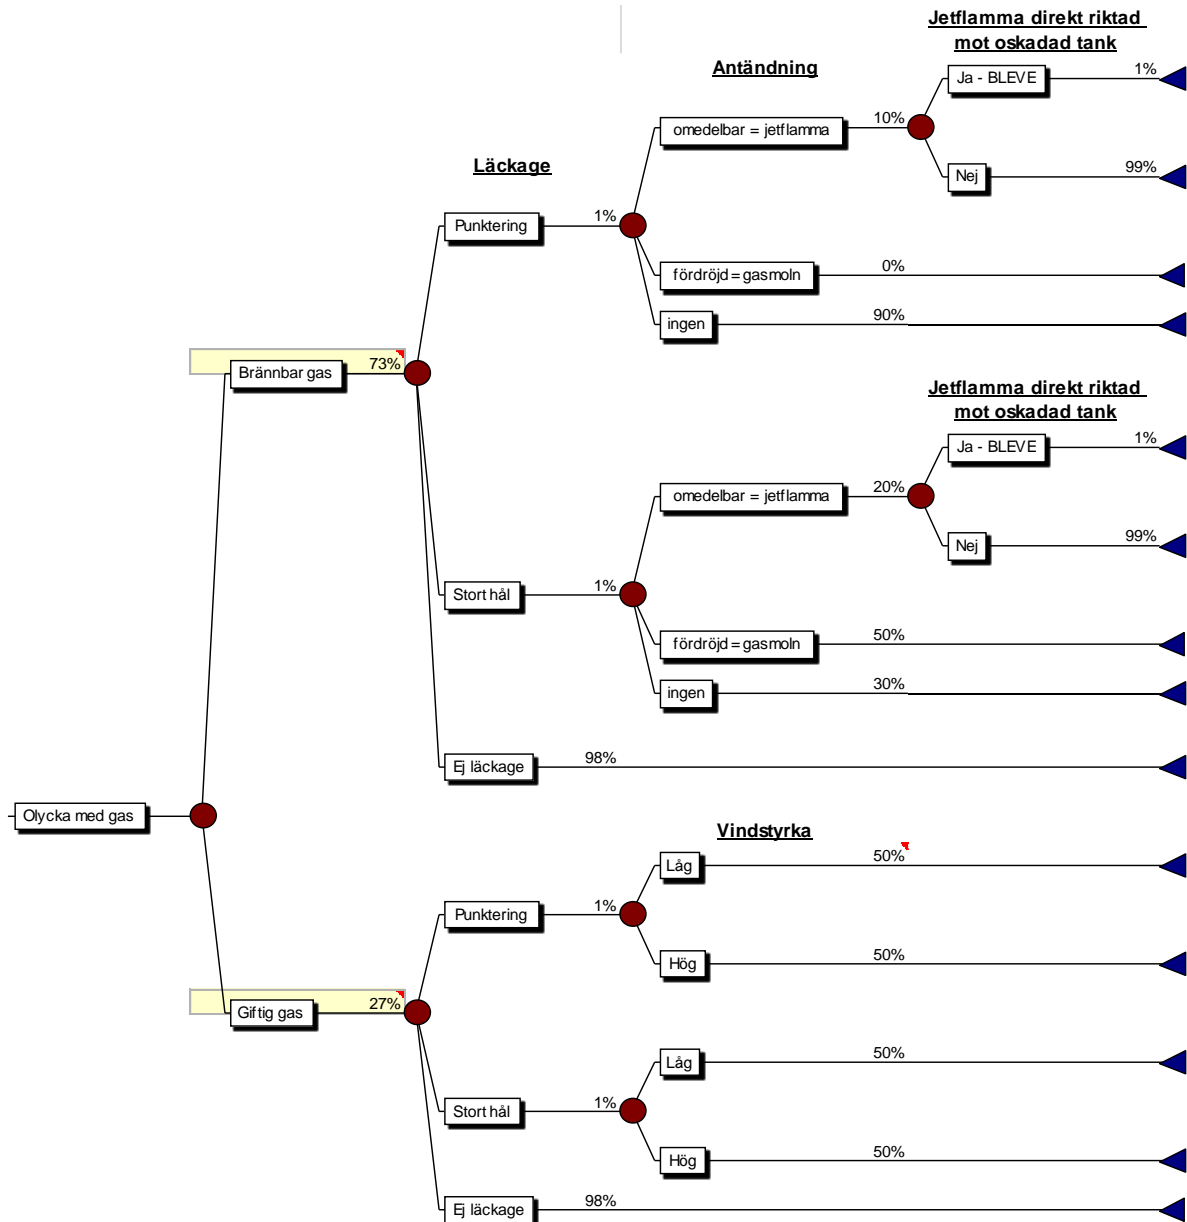 Jetflamma direkt riktad
mot oskadad tank
Antändning
Ja - BLEVE 1%
omedelbar = jetflamma 10%
Läckage
Nej 99%
Punktering 1%
fördröjd = gasmoln 0%
ingen 90%
Brännbar gas 73%
Jetflamma direkt riktad
mot oskadad tank
Ja - BLEVE 1%
omedelbar = jetflamma 20%
Nej 99%
Stort hål 1%
fördröjd = gasmoln 50%
ingen 30%
Ej läckage 98%
Olycka med gas
Vindstyrka
Låg 50%
Punktering 1%
Hög 50%
Giftig gas 27%
Låg 50%
Stort hål 1%
Hög 50%
Ej läckage 98%